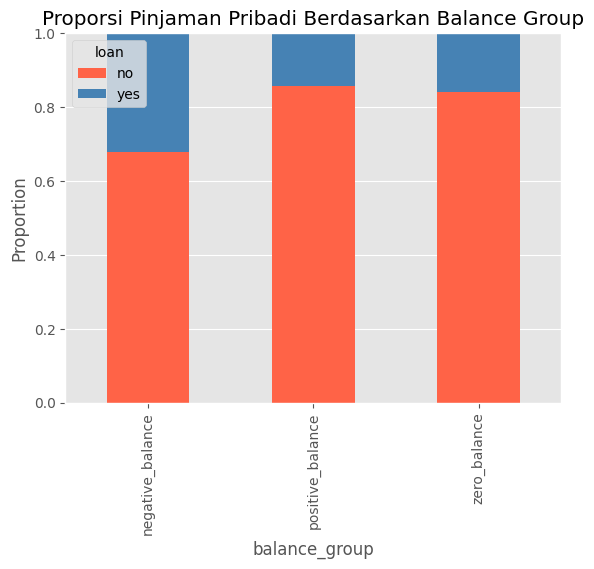 Proporsi Pinjaman Pribadi Berdasarkan Balance Group
loan
no
yes
Proportion
1.0
0.8
0.6
0.4
0.2
0.0
negative_balance
positive_balance
zero_balance
balance_group